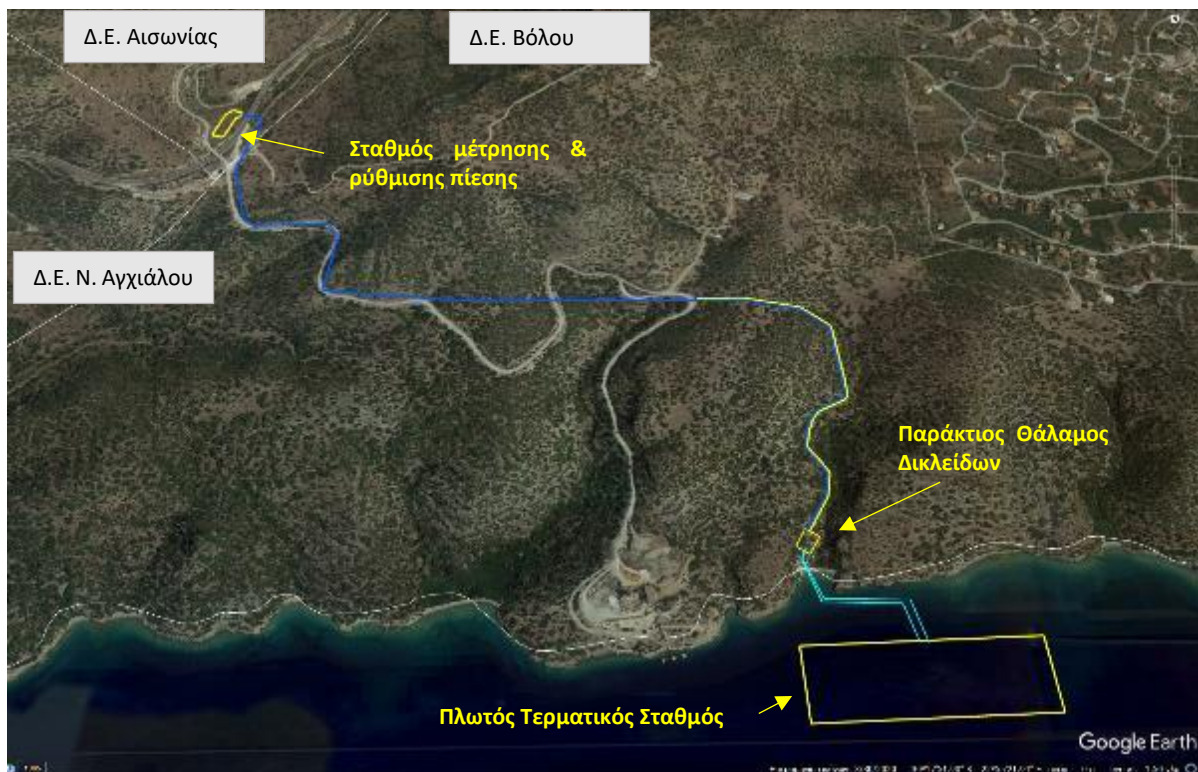 Δ.Ε. Αισωνίας
Δ.Ε. Βόλου
Σταθμός μέτρησης &
ρύθμισης πίεσης
Δ.Ε. Ν. Αγχιάλου
Παράκτιος Θάλαμος
Δικλείδων
Πλωτός Τερματικός Σταθμός
Google Earth